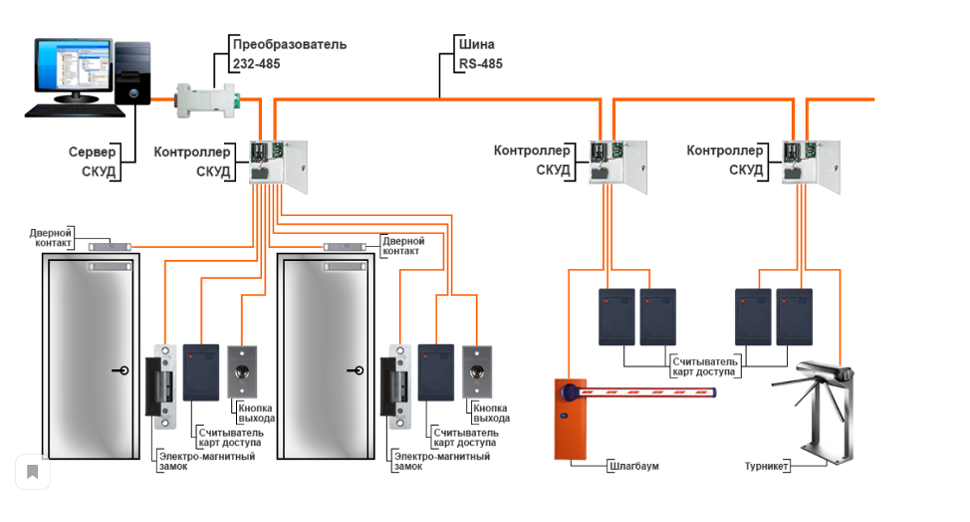 Преобразователь
232-485
Шина
RS-485
Сервер
СКУД
Контроллер
СКУД
Контроллер
СКУД
Контроллер
СКУД
Дверной
контакт
Дверной
контакт
Считыватель
карт доступа
Кнопка
выхода
Кнопка
выхода
Считыватель
карт доступа
Считыватель
карт доступа
Электро-магнитный
замок
Электро-магнитный
замок
Шлагбаум
Турникет